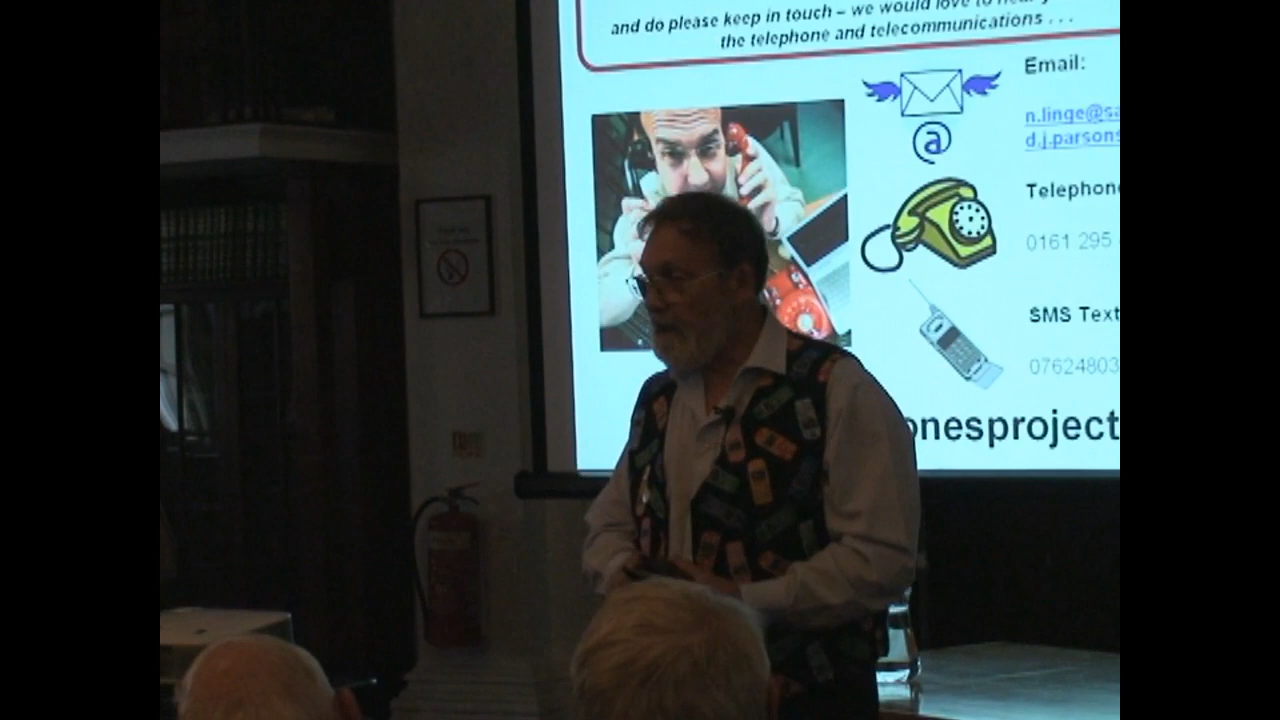 and do please keep in touch – we would love to
the telephone and telecommunications . . .
Email:
n.linge@sa
d.j.parsons
@
Telephone
0161 295
SMS Text
07624803
onesproject